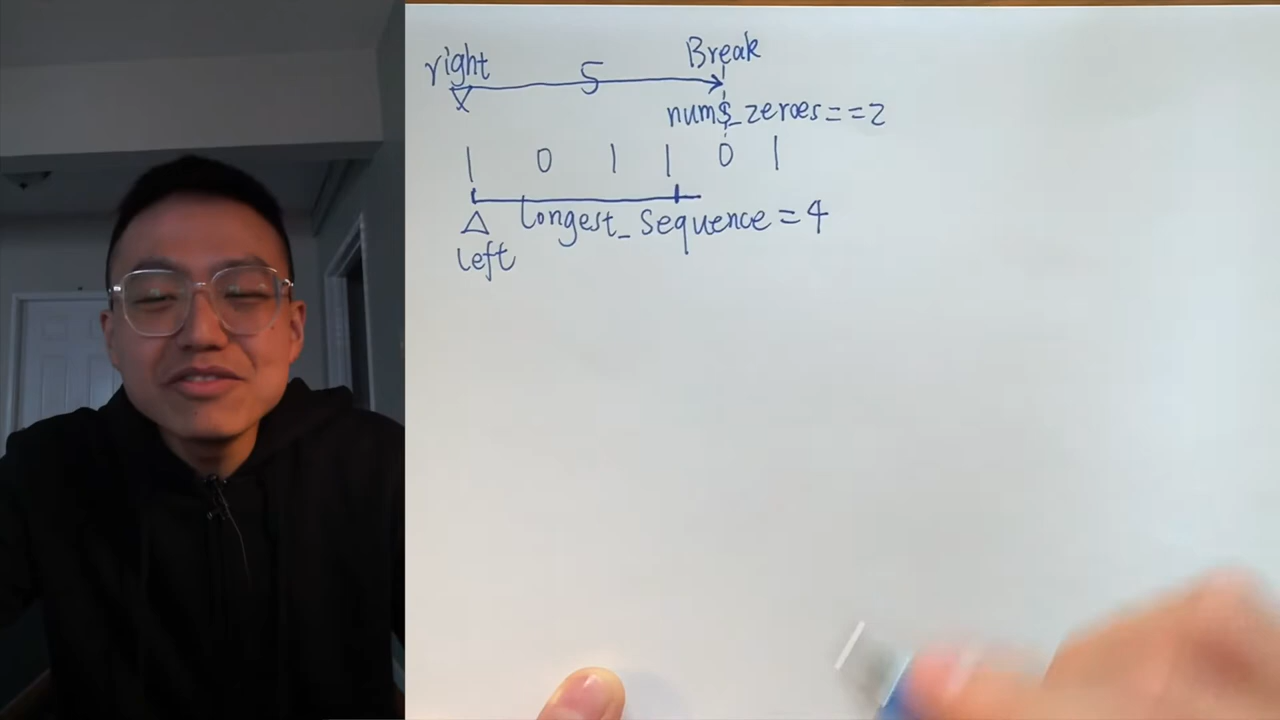 right 5 Break
nums_zeroes==2
1 0 1 1 0 1
longest_sequence=4
left